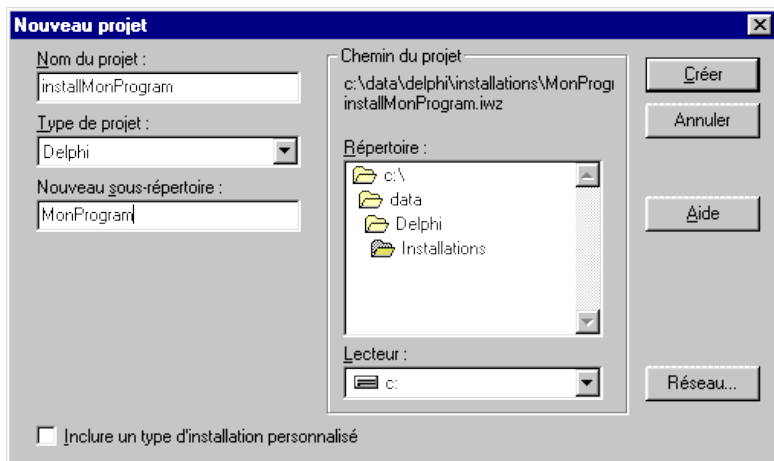 Nouveau projet
Nom du projet :
installMonProgram
Type de projet :
Delphi
Nouveau sous-répertoire :
MonProgram
Chemin du projet
c:\data\delphi\installations\MonProgr
installMonProgram.iwz
Répertoire :
c:\
data
Delphi
Installations
Lecteur :
c:
Créer
Annuler
Aide
Réseau...
Inclure un type d'installation personnalisé